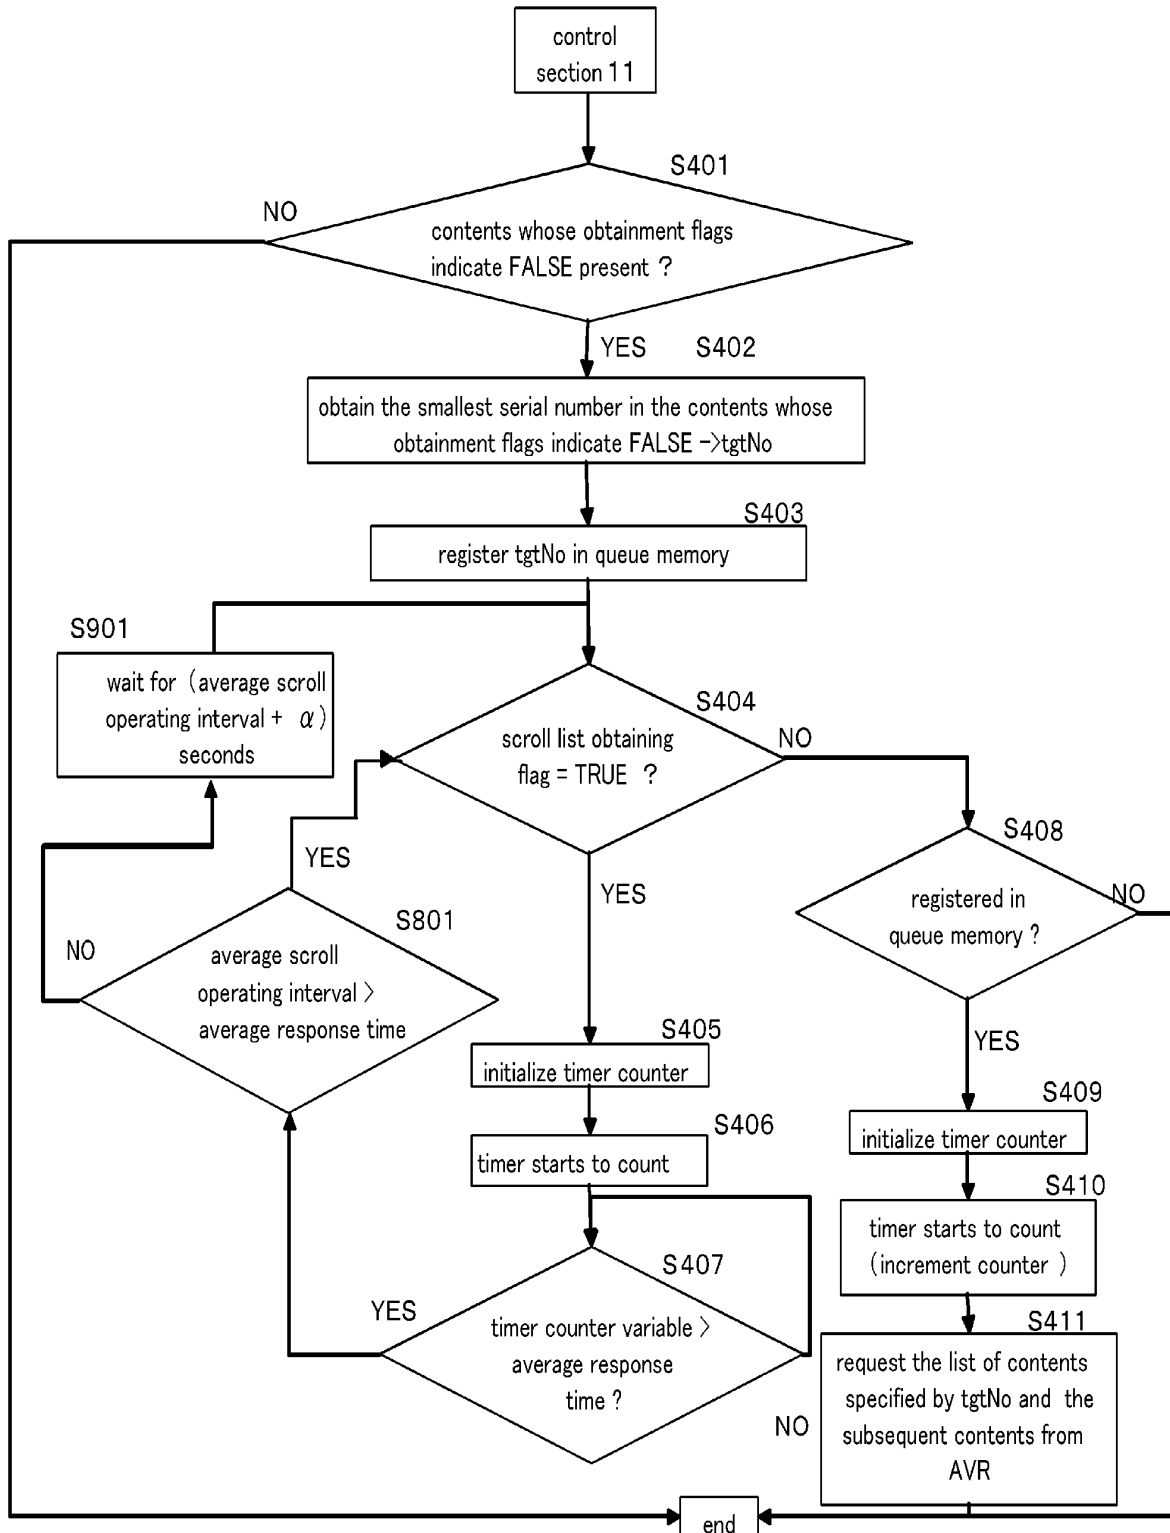 control
section 11
S401
NO
contents whose obtainment flags
indicate FALSE present ?
YES
S402
obtain the smallest serial number in the contents whose
obtainment flags indicate FALSE ->tgtNo
S403
register tgtNo in queue memory
S901
wait for (average scroll
operating interval + α)
seconds
S404
scroll list obtaining
flag = TRUE ?
NO
YES
YES
S408
registered in
queue memory ?
NO
S801
average scroll
operating interval >
average response time
NO
YES
S405
initialize timer counter
S406
timer starts to count
S409
initialize timer counter
S410
timer starts to count
(increment counter )
S407
timer counter variable >
average response
time ?
YES
NO
S411
request the list of contents
specified by tgtNo and the
subsequent contents from
AVR
end